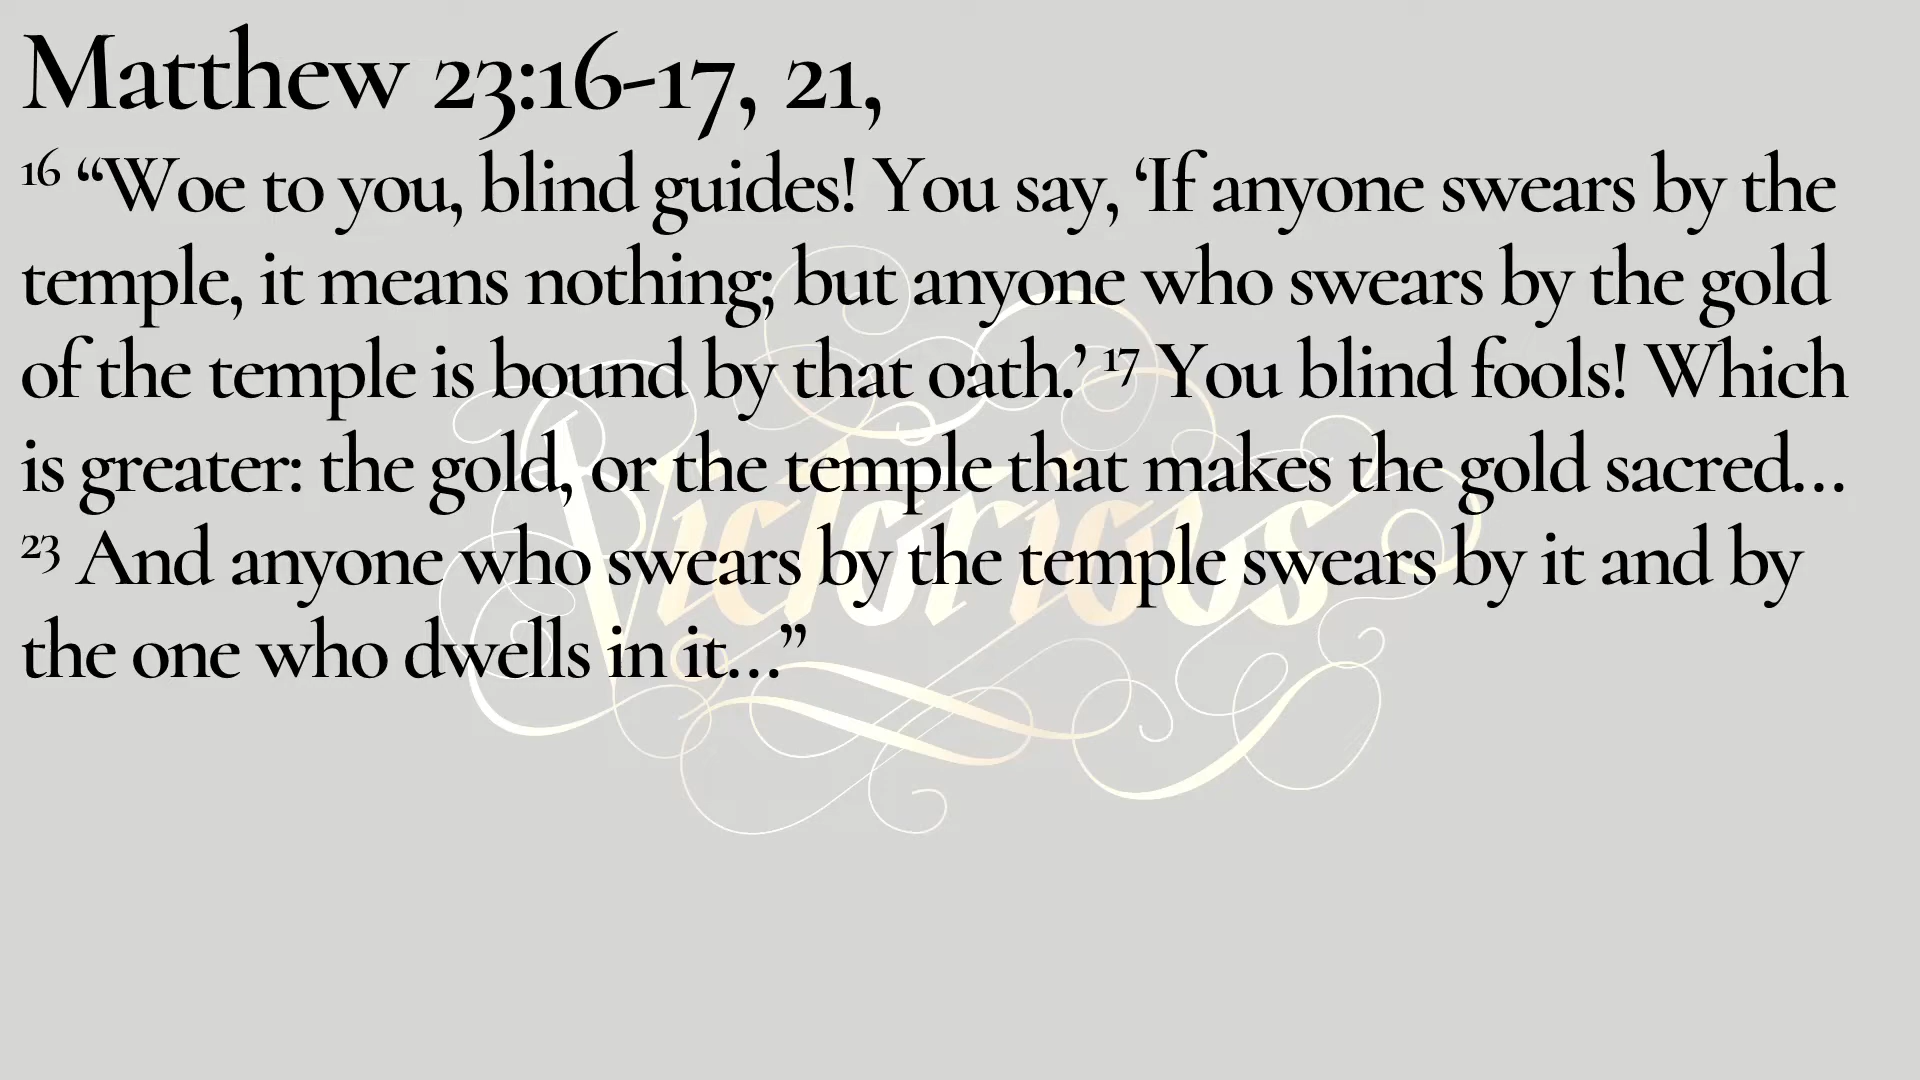 Matthew 23:16-17, 21,
16 “Woe to you, blind guides! You say, ‘If anyone swears by the
temple, it means nothing; but anyone who swears by the gold
of the temple is bound by that oath.’ 17 You blind fools! Which
is greater: the gold, or the temple that makes the gold sacred…
23 And anyone who swears by the temple swears by it and by
the one who dwells in it…”
Victorious